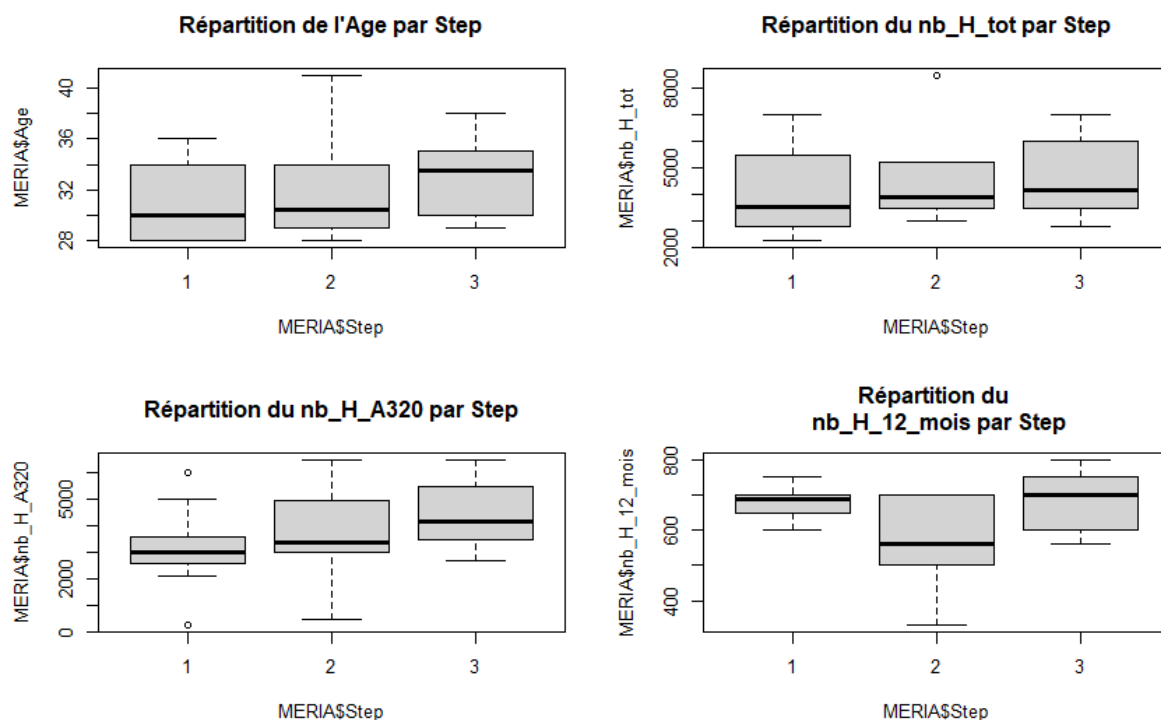 Répartition de l'Age par Step
MERIA$Age
40
36
32
28
1 2 3
MERIA$Step
Répartition du nb_H_tot par Step
MERIA$nb_H_tot
8000
5000
2000
1 2 3
MERIA$Step
Répartition du nb_H_A320 par Step
MERIA$nb_H_A320
5000
2000
0
1 2 3
MERIA$Step
Répartition du
nb_H_12_mois par Step
MERIA$nb_H_12_mois
800
600
400
1 2 3
MERIA$Step